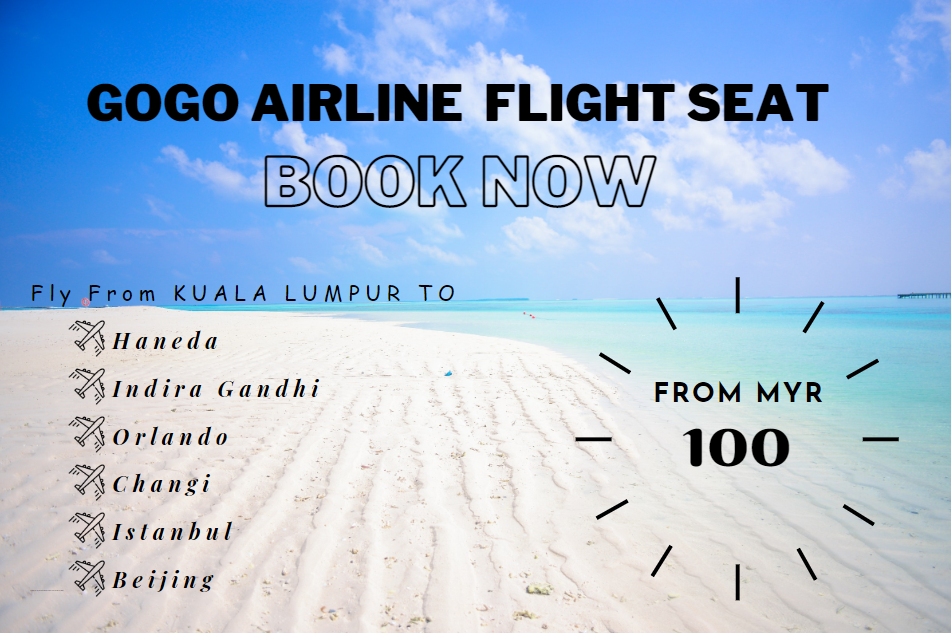 GOGO AIRLINE FLIGHT SEAT
BOOK NOW
Fly From KUALA LUMPUR TO
Haneda
Indira Gandhi
Orlando
Changi
Istanbul
Beijing
FROM MYR
100